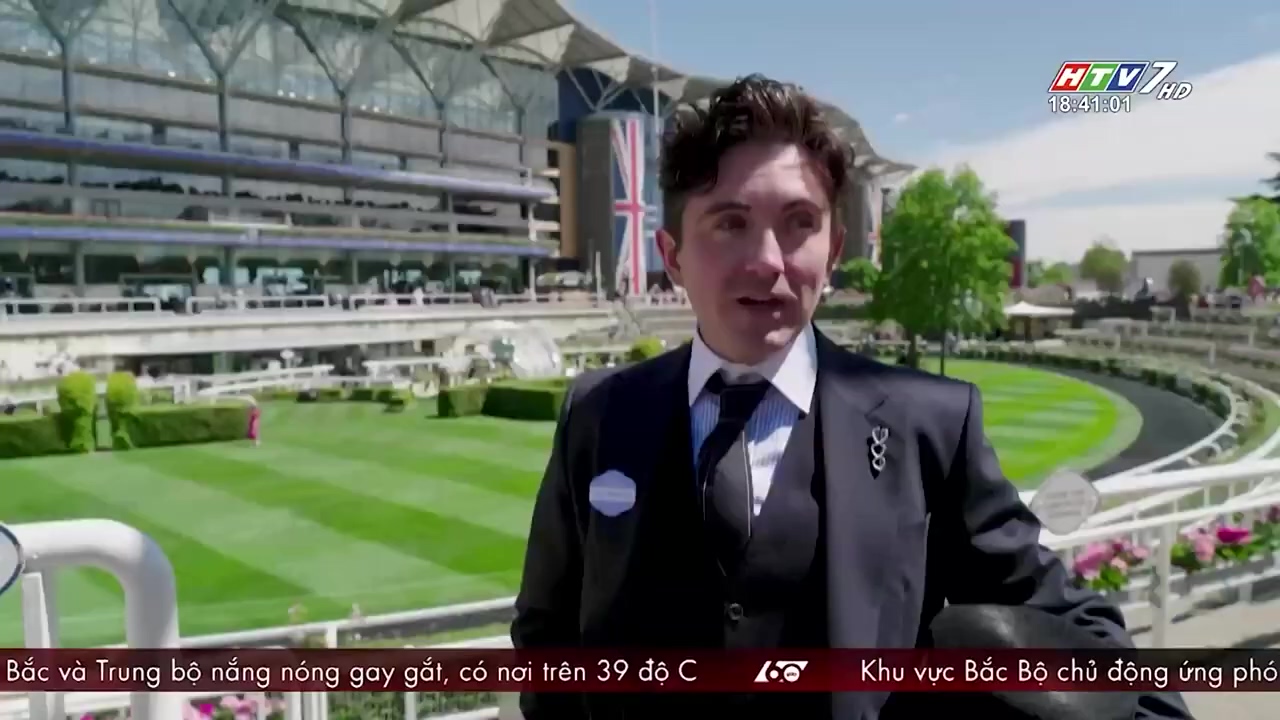 HTV7 HD
18:41:01
Bắc và Trung bộ nắng nóng gay gắt, có nơi trên 39 độ C
60
Khu vực Bắc Bộ chủ động ứng phó